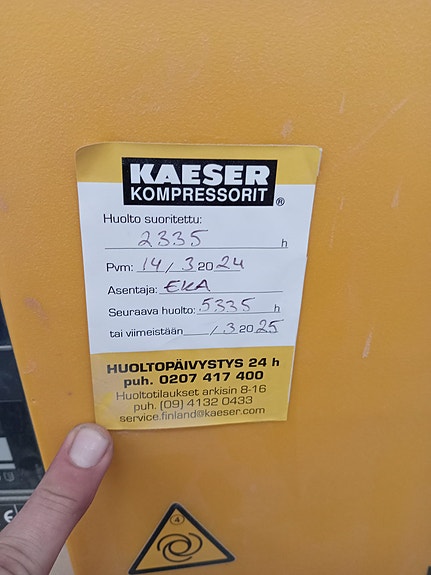 KAESER
KOMPRESSORIT ®
Huolto suoritettu:
2335 h
Pvm: 14 / 3 2024
Asentaja: EKA
Seuraava huolto: 5335 h
tai viimeistään / 3 2025
HUOLTOPÄIVYSTYS 24 h
puh. 0207 417 400
Huoltotilaukset arkisin 8-16
puh. (09) 4132 0433
service.finland@kaeser.com
4